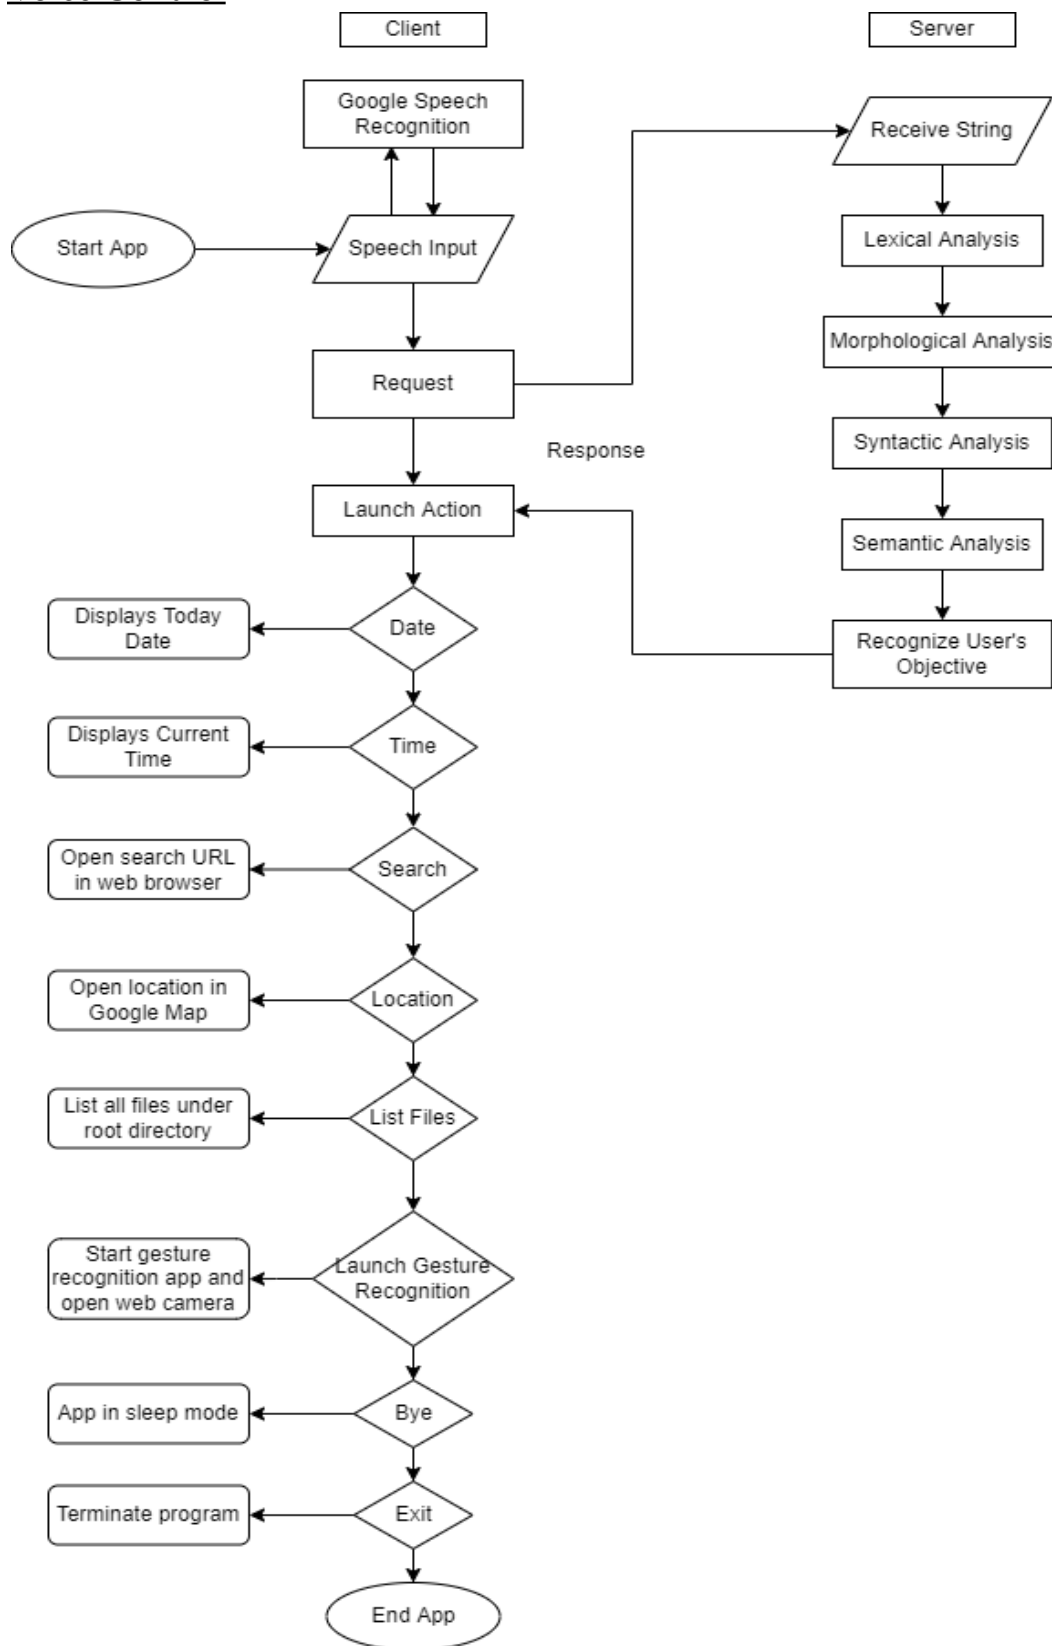 Client
Server
Google Speech
Recognition
Receive String
Start App
Speech Input
Lexical Analysis
Morphological Analysis
Request
Response
Syntactic Analysis
Launch Action
Semantic Analysis
Displays Today
Date
Date
Recognize User's
Objective
Displays Current
Time
Time
Open search URL
in web browser
Search
Open location in
Google Map
Location
List all files under
root directory
List Files
Start gesture
recognition app and
open web camera
Launch Gesture
Recognition
App in sleep mode
Bye
Terminate program
Exit
End App